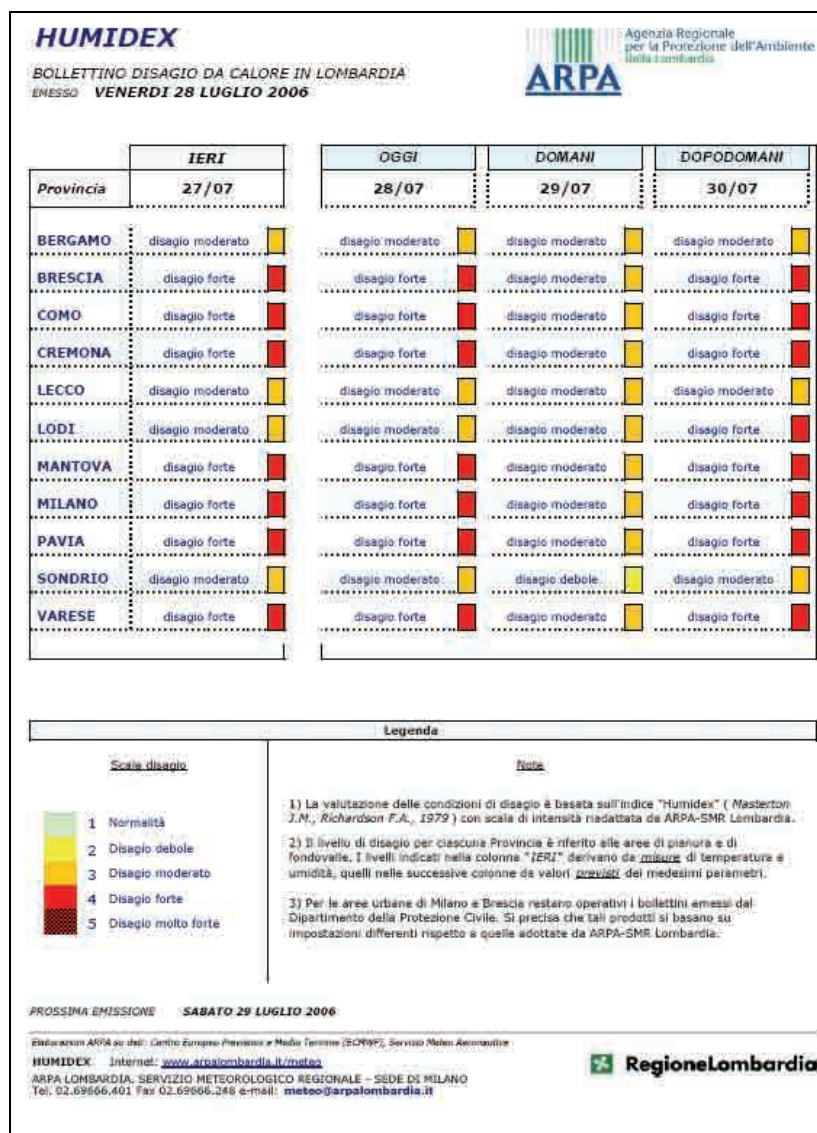 HUMIDEX
BOLLETTINO DISAGIO DA CALORE IN LOMBARDIA
EMESSO VENERDI 28 LUGLIO 2006
ARPA
Agenzia Regionale
per la Protezione dell'Ambiente
della Lombardia
IERI OGGI DOMANI DOPODOMANI
Provincia 27/07 28/07 29/07 30/07
BERGAMO disagio moderato disagio moderato disagio moderato disagio moderato
BRESCIA disagio forte disagio forte disagio moderato disagio forte
COMO disagio forte disagio forte disagio moderato disagio forte
CREMONA disagio forte disagio forte disagio moderato disagio forte
LECCO disagio moderato disagio moderato disagio moderato disagio moderato
LODI disagio moderato disagio moderato disagio moderato disagio forte
MANTOVA disagio forte disagio forte disagio moderato disagio forte
MILANO disagio forte disagio forte disagio moderato disagio forte
PAVIA disagio forte disagio forte disagio moderato disagio forte
SONDRIO disagio moderato disagio moderato disagio debole disagio moderato
VARESE disagio forte disagio forte disagio moderato disagio forte
Legenda
Scale disagio
1 Normalità
2 Disagio debole
3 Disagio moderato
4 Disagio forte
5 Disagio molto forte
Note
1) La valutazione delle condizioni di disagio è basata sull'indice "Humidex" ( Masterton
J.M., Richardson F.A., 1979 ) con scala di intensità riadattata da ARPA-SMR Lombardia.
2) Il livello di disagio per ciascuna Provincia è riferito alle aree di pianura e di
fondovalle. I livelli indicati nella colonna "IERI" derivano da misure di temperatura e
umidità, quelli nelle successive colonne da valori previsti dei medesimi parametri.
3) Per le aree urbane di Milano e Brescia restano operativi i bollettini emessi dal
Dipartimento della Protezione Civile. Si precisa che tali prodotti si basano su
impostazioni differenti rispetto a quelle adottate da ARPA-SMR Lombardia.
PROSSIMA EMISSIONE SABATO 29 LUGLIO 2006
Elaborazioni ARPA su dati: Centro Europeo Previsioni a Medio Termine (ECMWF), Servizio Meteo Aeronautica
HUMIDEX Internet: www.arpalombardia.it/meteo
ARPA LOMBARDIA, SERVIZIO METEOROLOGICO REGIONALE - SEDE DI MILANO
Tel. 02.69666.401 Fax 02.69666.248 e-mail: meteo@arpalombardia.it
RegioneLombardia